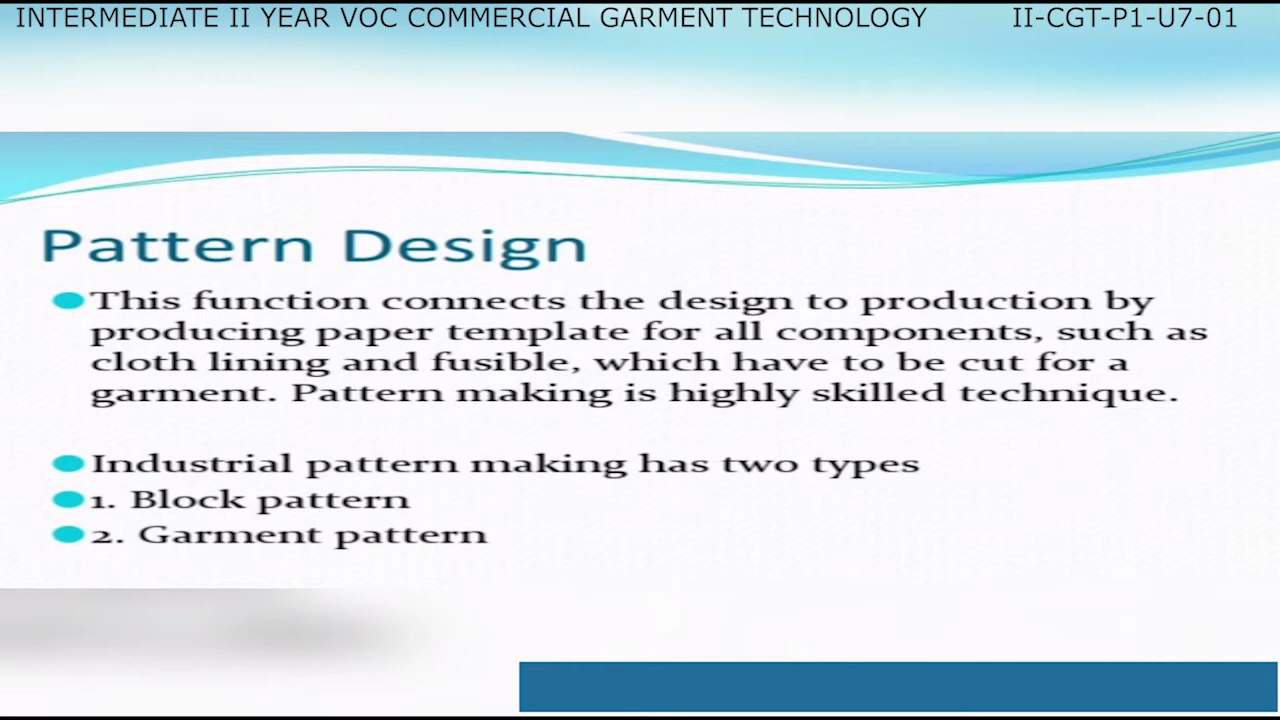 INTERMEDIATE II YEAR VOC COMMERCIAL GARMENT TECHNOLOGY II-CGT-P1-U7-01
Pattern Design
This function connects the design to production by
producing paper template for all components, such as
cloth lining and fusible, which have to be cut for a
garment. Pattern making is highly skilled technique.
Industrial pattern making has two types
1. Block pattern
2. Garment pattern